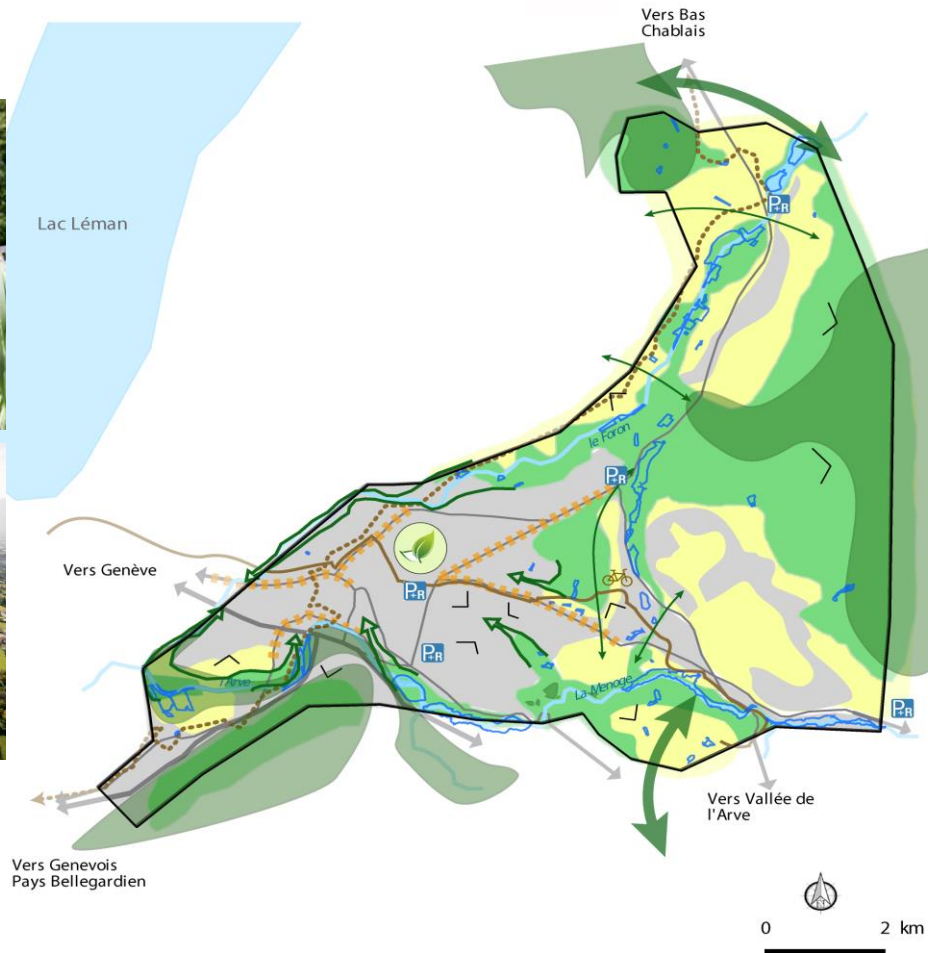 Vers Bas
Chablais
Lac Léman
P+R
le Foron
P+R
Vers Genève
P+R
P+R
l'Arve
La Menoge
P+R
Vers Vallée de
l'Arve
Vers Genevois
Pays Bellegardien
0 2 km